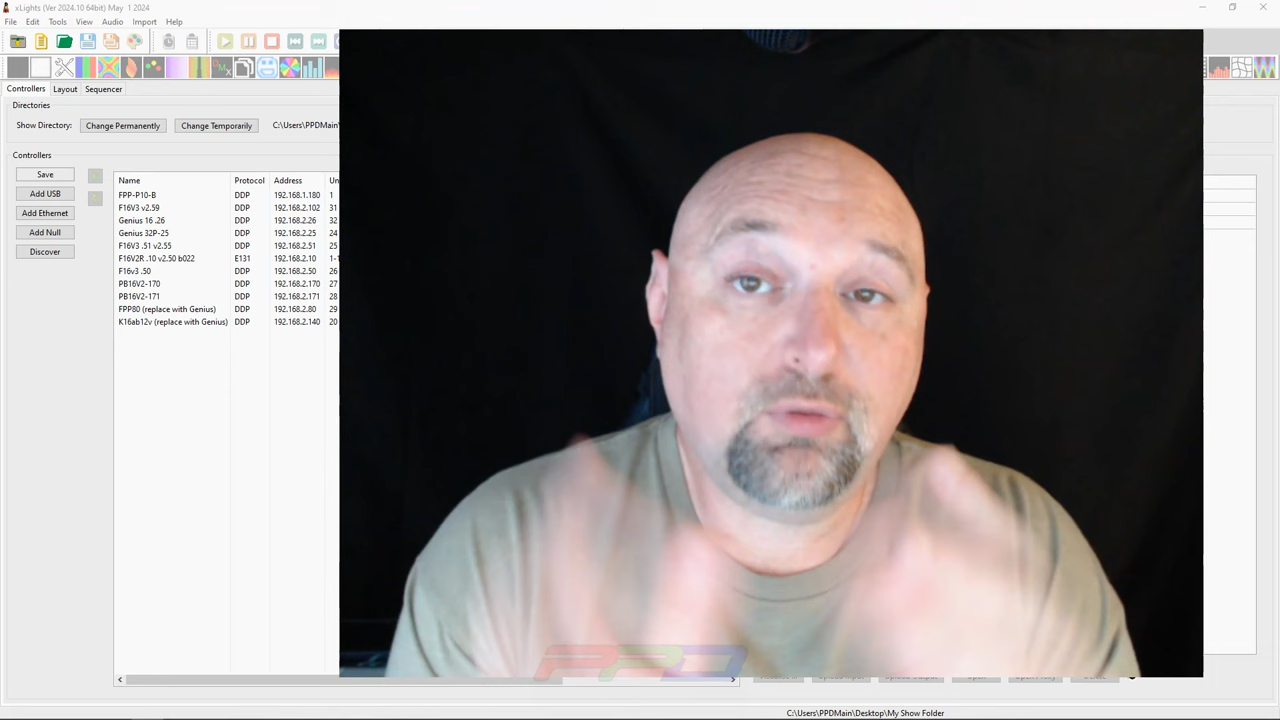 xLights (Ver 2024.10 64bit) May 1 2024
File Edit Tools View Audio Import Help
Controllers Layout Sequencer
Directories
Show Directory: Change Permanently Change Temporarily C:\Users\PPDMain\
Controllers
Save
Add USB
Add Ethernet
Add Null
Discover
Name Protocol Address Un
FPP-P10-B DDP 192.168.1.180 1
F16V3 v2.59 DDP 192.168.2.102 31
Genius 16 .26 DDP 192.168.2.26 32
Genius 32P-25 DDP 192.168.2.25 24
F16V3 .51 v2.55 DDP 192.168.2.51 25
F16V2R .10 v2.50 b022 E131 192.168.2.10 1-1
F16v3 .50 DDP 192.168.2.50 26
PB16V2-170 DDP 192.168.2.170 27
PB16V2-171 DDP 192.168.2.171 28
FPP80 (replace with Genius) DDP 192.168.2.80 29
K16ab12v (replace with Genius) DDP 192.168.2.140 20
PPD
C:\Users\PPDMain\Desktop\My Show Folder